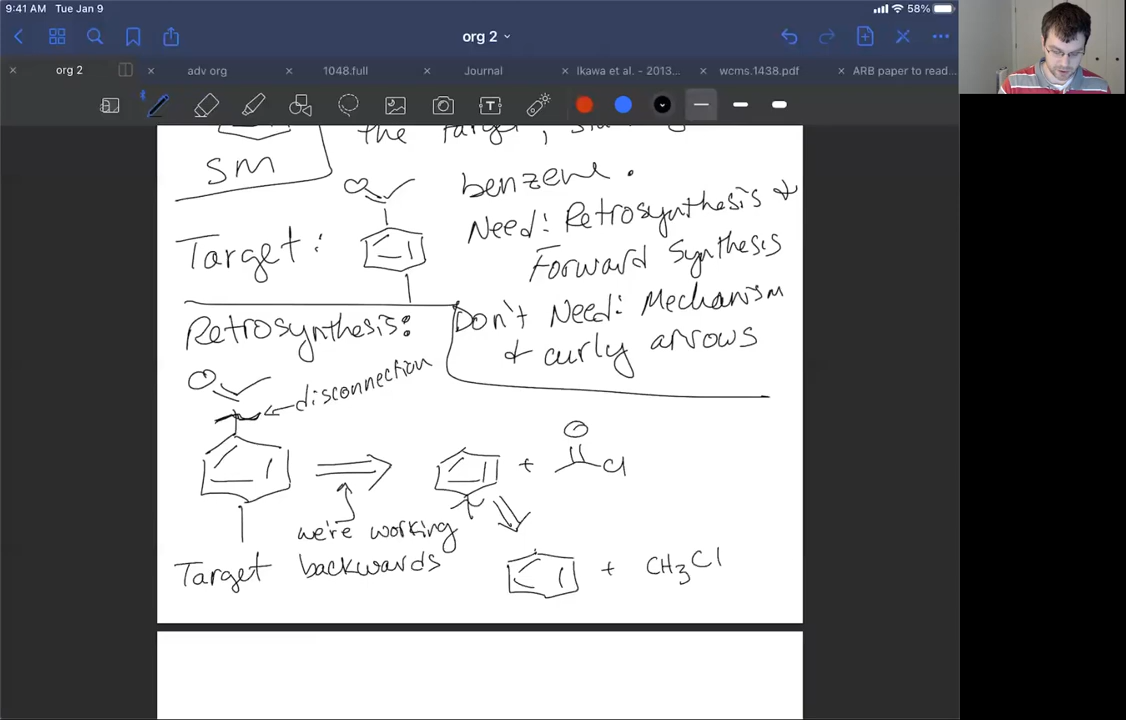 9:41 AM Tue Jan 9
58%
org 2
org 2
adv org
1048.full
Journal
Ikawa et al. - 2013...
wcms.1438.pdf
ARB paper to read...
T
the target,
SM
benzene.
Need: Retrosynthesis &
Target:
Forward Synthesis
Don't Need: Mechanism
Retrosynthesis:
& curly arrows
O
disconnection
O
+
Cl
we're working
Target backwards
+ CH3Cl